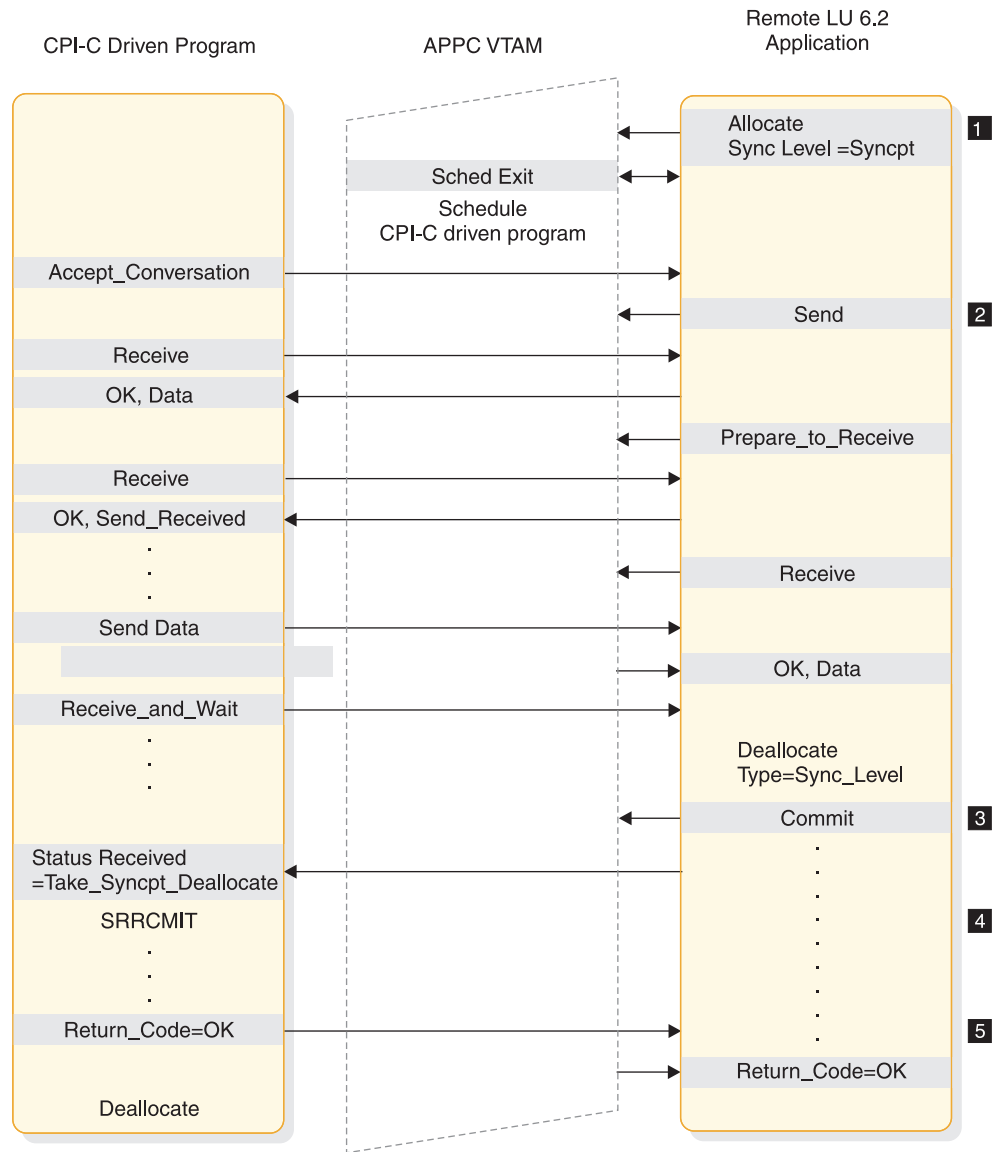 CPI-C Driven Program
APPC VTAM
Remote LU 6.2
Application
Allocate
Sync Level =Syncpt
1
Sched Exit
Schedule
CPI-C driven program
Accept_Conversation
Send
2
Receive
OK, Data
Prepare_to_Receive
Receive
OK, Send_Received
Receive
Send Data
OK, Data
Receive_and_Wait
Deallocate
Type=Sync_Level
Commit
3
Status Received
=Take_Syncpt_Deallocate
SRRCMIT
4
Return_Code=OK
5
Return_Code=OK
Deallocate